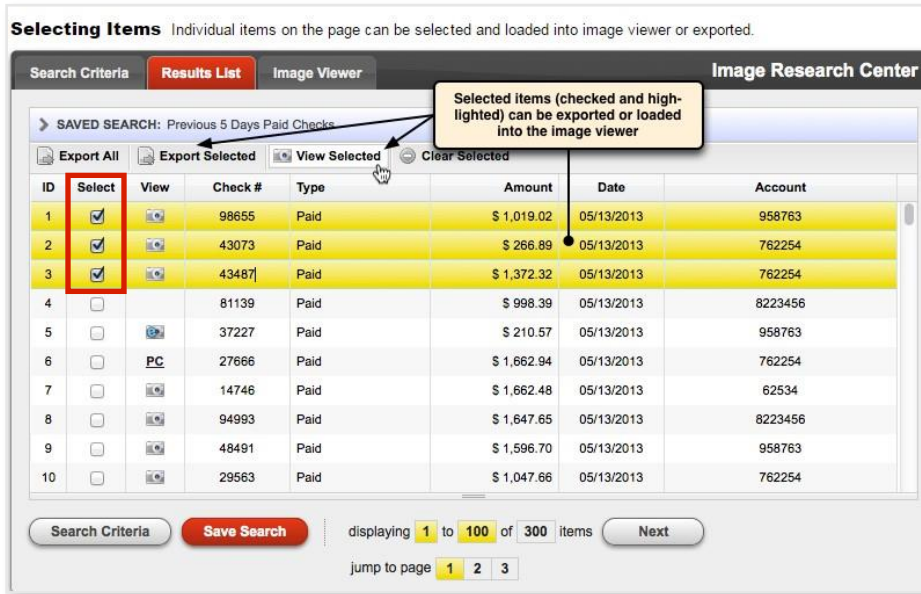 Selecting Items Individual items on the page can be selected and loaded into image viewer or exported.
Search Criteria Results List Image Viewer Image Research Center
Selected items (checked and high-
lighted) can be exported or loaded
into the image viewer
SAVED SEARCH: Previous 5 Days Paid Checks
Export All Export Selected View Selected Clear Selected
ID Select View Check # Type Amount Date Account
1 98655 Paid $ 1,019.02 05/13/2013 958763
2 43073 Paid $ 266.89 05/13/2013 762254
3 43487 Paid $ 1,372.32 05/13/2013 762254
4 81139 Paid $ 998.39 05/13/2013 8223456
5 37227 Paid $ 210.57 05/13/2013 958763
6 PC 27666 Paid $ 1,662.94 05/13/2013 762254
7 14746 Paid $ 1,662.48 05/13/2013 62534
8 94993 Paid $ 1,647.65 05/13/2013 8223456
9 48491 Paid $ 1,596.70 05/13/2013 958763
10 29563 Paid $ 1,047.66 05/13/2013 762254
Search Criteria Save Search displaying 1 to 100 of 300 items Next
jump to page 1 2 3